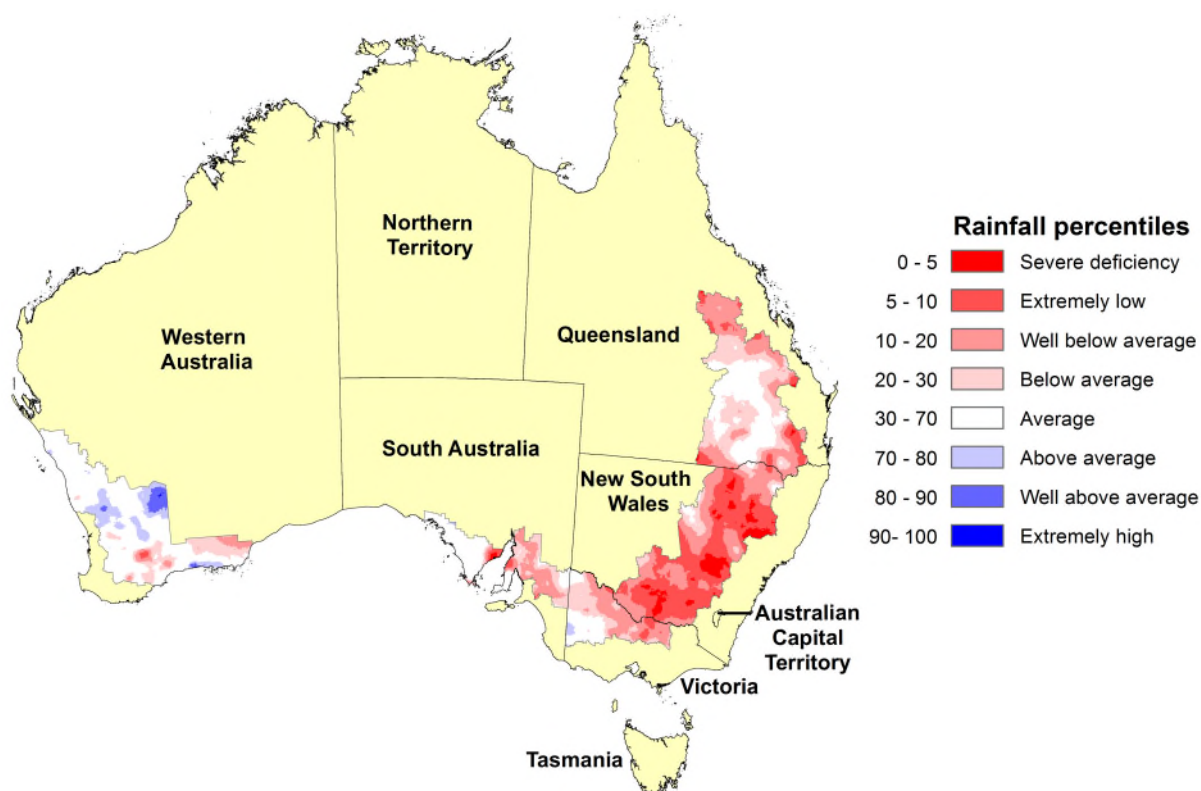 Northern
Territory
Western
Australia
Queensland
South Australia
New South
Wales
Australian
Capital
Territory
Victoria
Tasmania
Rainfall percentiles
0 - 5 Severe deficiency
5 - 10 Extremely low
10 - 20 Well below average
20 - 30 Below average
30 - 70 Average
70 - 80 Above average
80 - 90 Well above average
90- 100 Extremely high